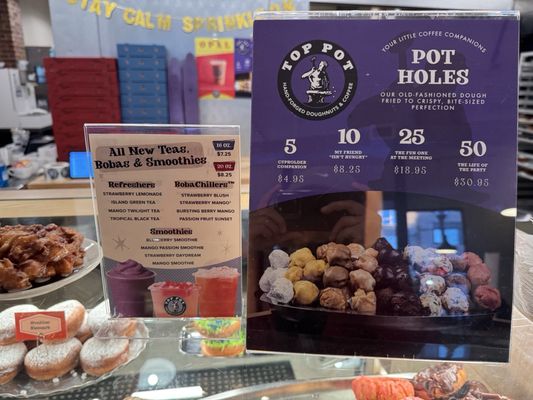 STAY CALM SPRINKLE
OPAL
TOP POT
HAND-FORGED DOUGHNUTS & COFFEE
YOUR LITTLE COFFEE COMPANIONS
POT
HOLES
OUR OLD-FASHIONED DOUGH
FRIED TO CRISPY, BITE-SIZED
PERFECTION
5
CUPHOLDER
COMPANION
$4.95
10
MY FRIEND
"ISN'T HUNGRY"
$8.25
25
THE FUN ONE
AT THE MEETING
$18.95
50
THE LIFE OF
THE PARTY
$30.95
All New Teas,
Bobas & Smoothies
16 OZ.
$7.25
20 OZ.
$8.25
Refreshers
STRAWBERRY LEMONADE
ISLAND GREEN TEA
MANGO TWILIGHT TEA
TROPICAL BLACK TEA
BobaChillers™
STRAWBERRY BLUSH
STRAWBERRY MANGO
BURSTING BERRY MANGO
PASSION FRUIT SUNSET
Smoothies
BLUEBERRY SMOOTHIE
MANGO PASSION SMOOTHIE
STRAWBERRY DAYDREAM
MANGO SMOOTHIE